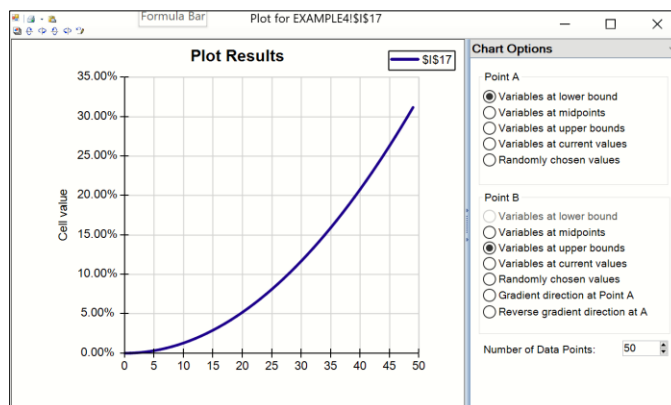 Formula Bar
Plot for EXAMPLE4!$I$17
Plot Results
$I$17
35.00%
30.00%
25.00%
20.00%
15.00%
10.00%
5.00%
0.00%
Cell value
0 5 10 15 20 25 30 35 40 45 50
Chart Options
Point A
Variables at lower bound
Variables at midpoints
Variables at upper bounds
Variables at current values
Randomly chosen values
Point B
Variables at lower bound
Variables at midpoints
Variables at upper bounds
Variables at current values
Randomly chosen values
Gradient direction at Point A
Reverse gradient direction at A
Number of Data Points: 50